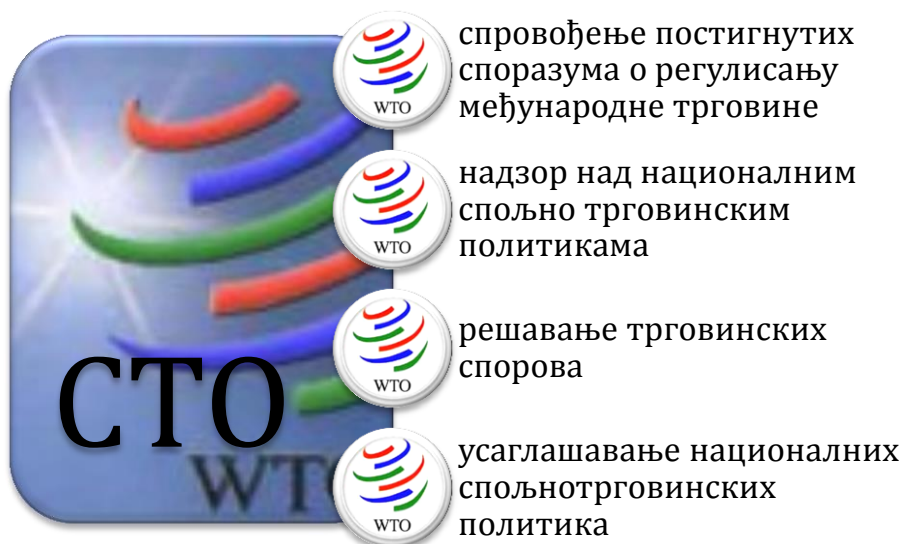 СТО
WTO
WTO
спровођење постигнутих
споразума о регулисању
међународне трговине
WTO
надзор над националним
спољно трговинским
политикама
WTO
решавање трговинских
спорова
WTO
усаглашавање националних
спољнотрговинских
политика